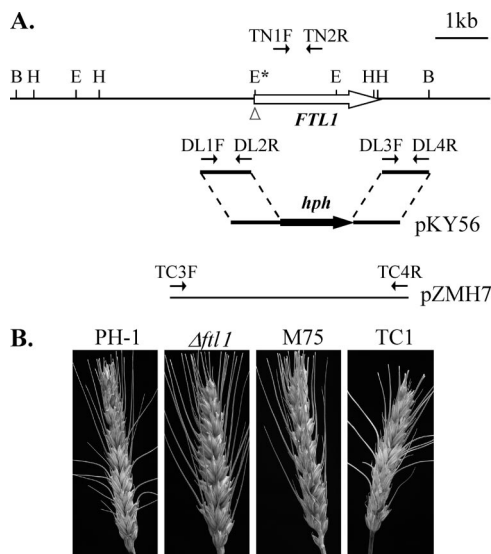 A.
1kb
TN1F TN2R
B H E H E* E HH B
FTL1
DL1F DL2R DL3F DL4R
hph
pKY56
TC3F TC4R
pZMH7
B.
PH-1 Δftl1 M75 TC1